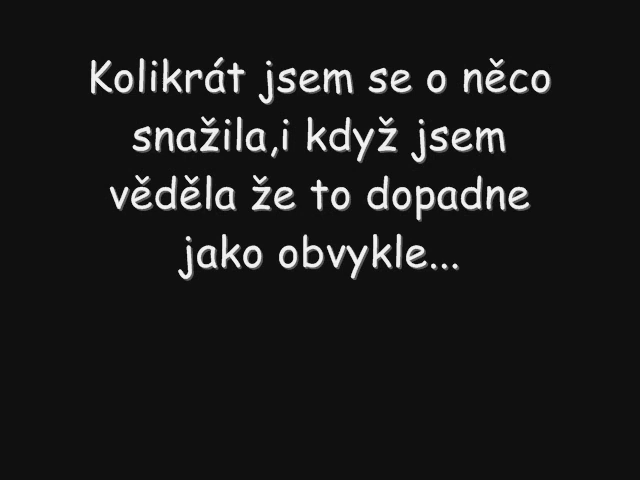 Kolikrát jsem se o něco
snažila,i když jsem
věděla že to dopadne
jako obvykle...